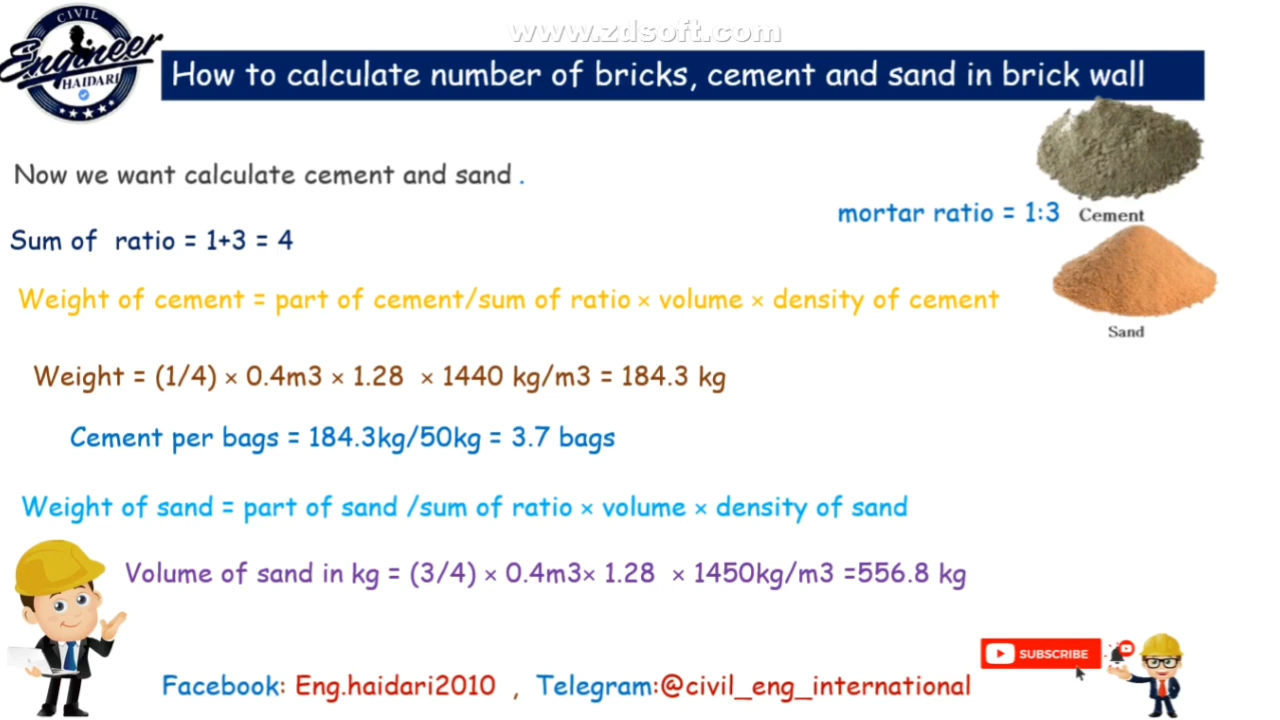 www.zdsoft.com
CIVIL
Engineer
HAIDARI
How to calculate number of bricks, cement and sand in brick wall
Now we want calculate cement and sand .
mortar ratio = 1:3
Cement
Sum of ratio = 1+3 = 4
Weight of cement = part of cement/sum of ratio × volume × density of cement
Sand
Weight = (1/4) × 0.4m3 × 1.28 × 1440 kg/m3 = 184.3 kg
Cement per bags = 184.3kg/50kg = 3.7 bags
Weight of sand = part of sand /sum of ratio × volume × density of sand
Volume of sand in kg = (3/4) × 0.4m3× 1.28 × 1450kg/m3 =556.8 kg
SUBSCRIBE
Facebook: Eng.haidari2010 , Telegram:@civil_eng_international